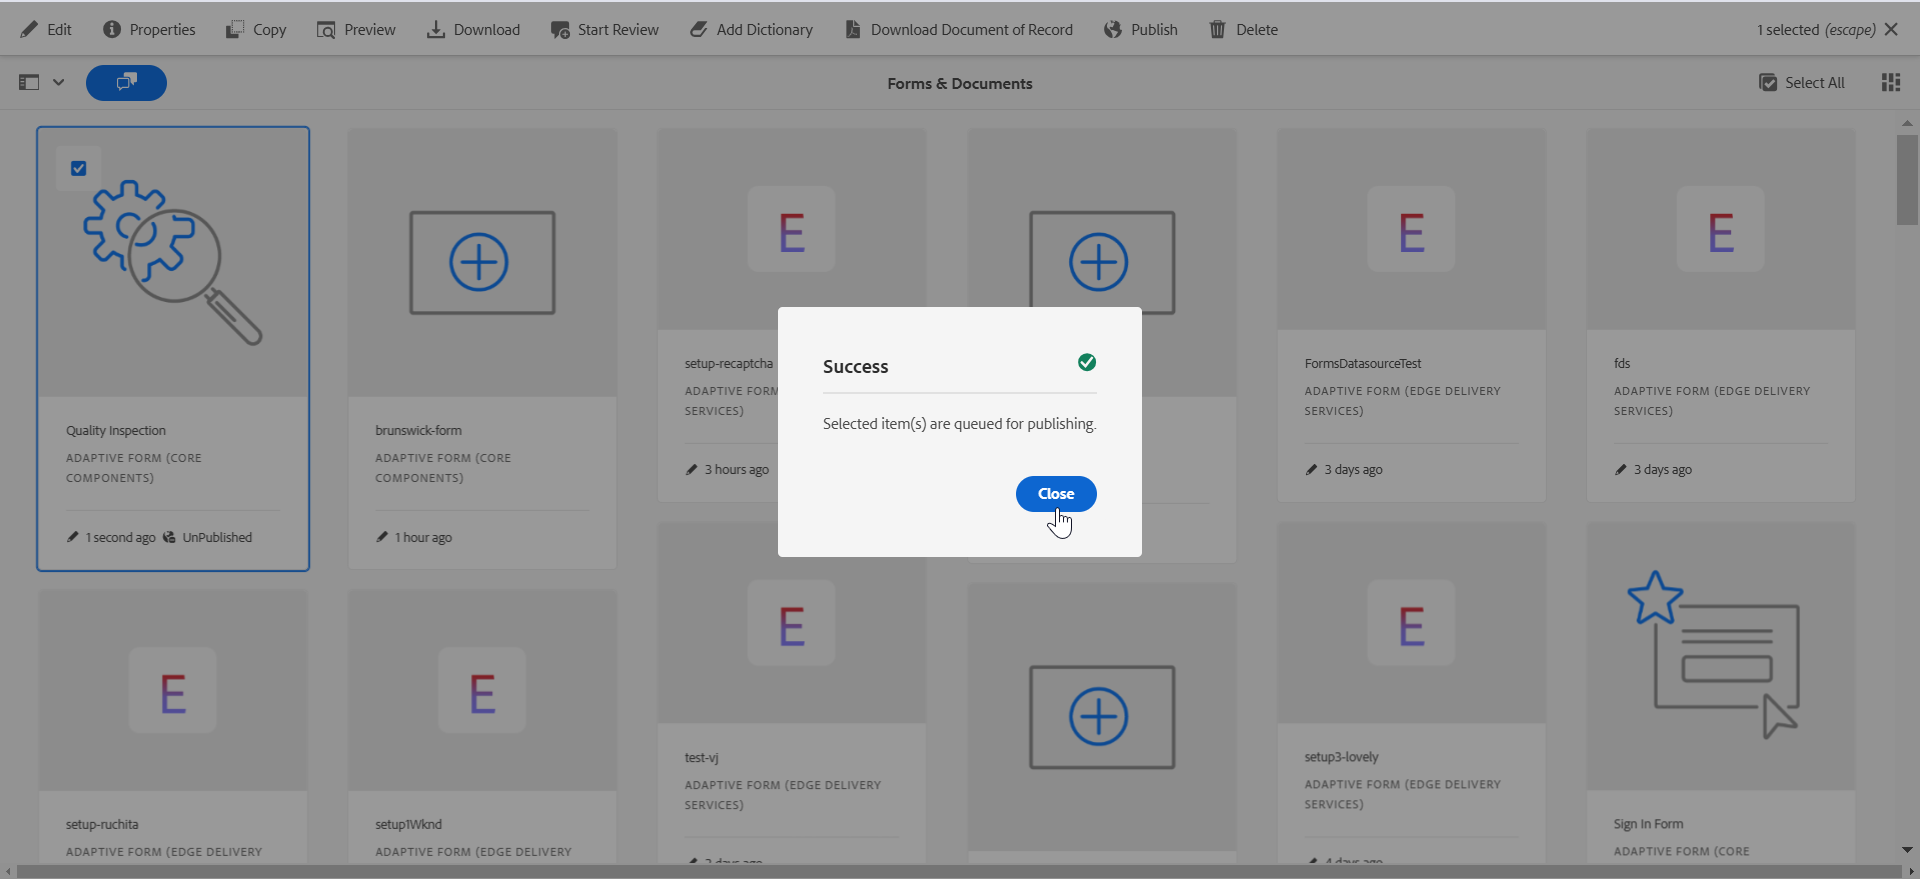 Edit Properties Copy Preview Download Start Review Add Dictionary Download Document of Record Publish Delete 1 selected (escape)
Forms & Documents Select All
E E E
Quality Inspection
ADAPTIVE FORM (CORE
COMPONENTS)
1 second ago UnPublished
brunswick-form
ADAPTIVE FORM (CORE
COMPONENTS)
1 hour ago
setup-recaptcha
ADAPTIVE FORM
SERVICES)
3 hours ago
FormsDatasourceTest
ADAPTIVE FORM (EDGE DELIVERY
SERVICES)
3 days ago
fds
ADAPTIVE FORM (EDGE DELIVERY
SERVICES)
3 days ago
Success
Selected item(s) are queued for publishing.
Close
E E E E
setup-ruchita
ADAPTIVE FORM (EDGE DELIVERY
setup1Wknd
ADAPTIVE FORM (EDGE DELIVERY
test-vj
ADAPTIVE FORM (EDGE DELIVERY
SERVICES)
setup3-lovely
ADAPTIVE FORM (EDGE DELIVERY
SERVICES)
4 days ago
Sign In Form
ADAPTIVE FORM (CORE